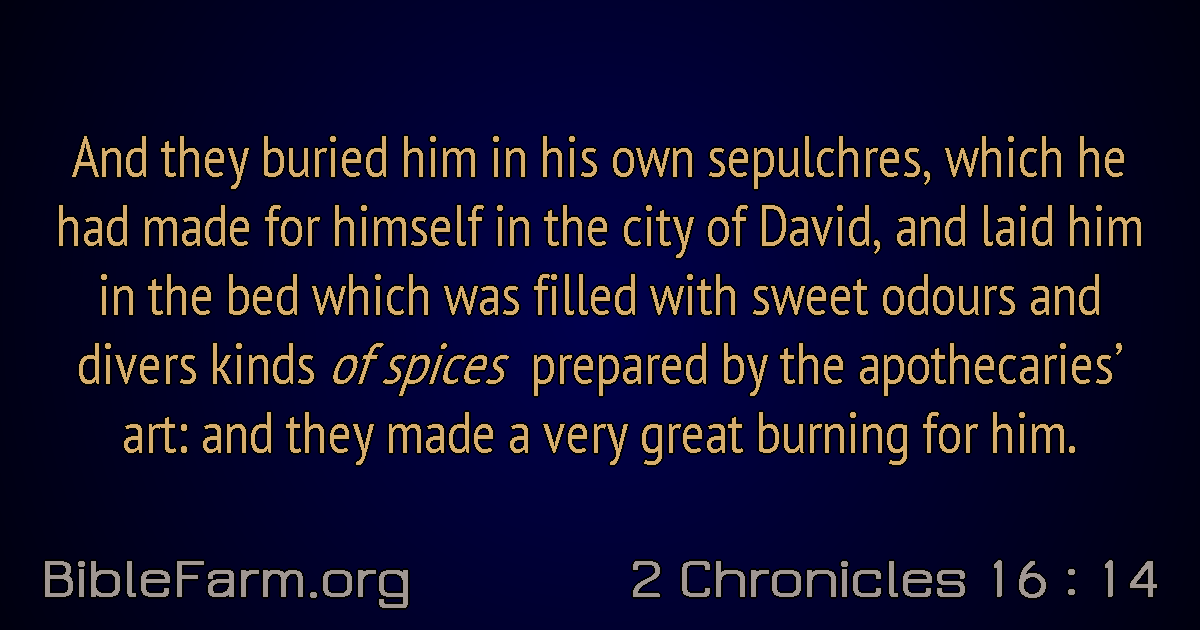 And they buried him in his own sepulchres, which he
had made for himself in the city of David, and laid him
in the bed which was filled with sweet odours and
divers kinds of spices prepared by the apothecaries’
art: and they made a very great burning for him.
BibleFarm.org
2 Chronicles 16 : 14